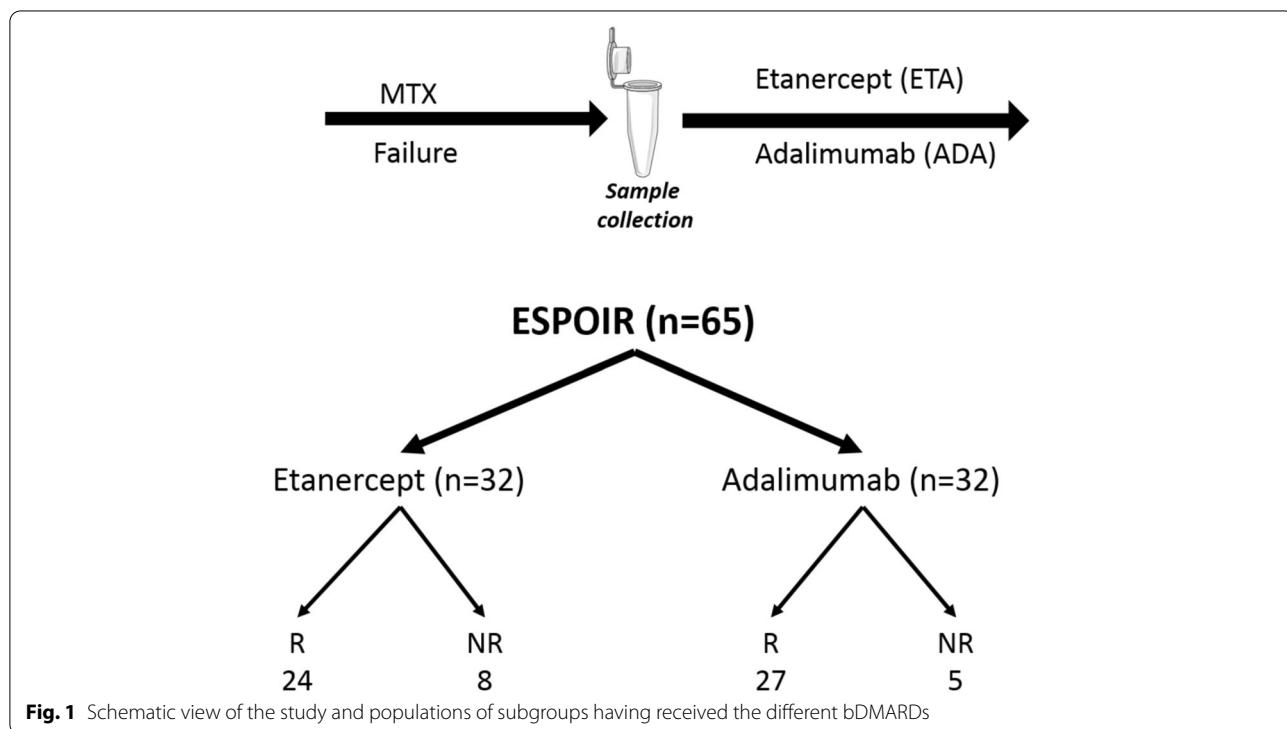 MTX
Failure
Sample
collection
Etanercept (ETA)
Adalimumab (ADA)
ESPOIR (n=65)
Etanercept (n=32)
Adalimumab (n=32)
R
NR
R
NR
24
8
27
5
Fig. 1 Schematic view of the study and populations of subgroups having received the different bDMARDs